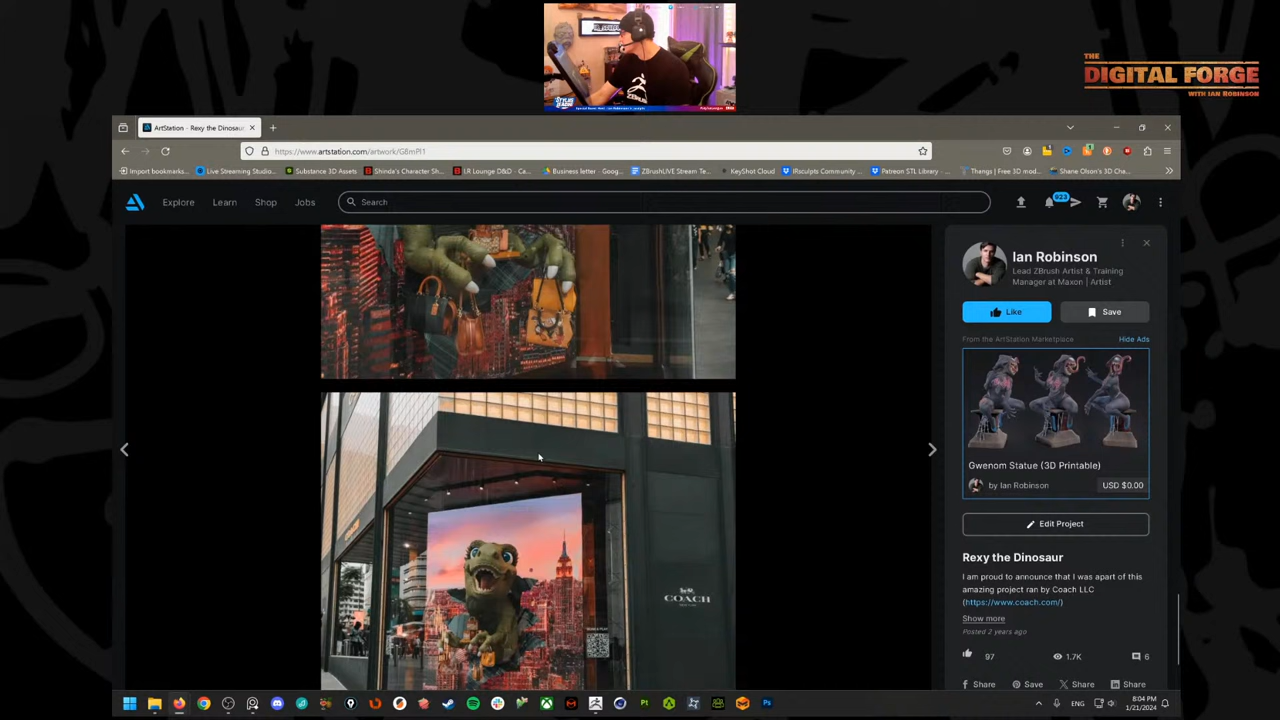 THE
DIGITAL FORGE
WITH IAN ROBINSON
ArtStation - Rexy the Dinosaur
https://www.artstation.com/artwork/G8mPl1
Import bookmarks...
Live Streaming Studio...
Substance 3D Assets
Shinda's Character Sh...
I.R Lounge D&D - Ca...
Business letter - Goog...
ZBrushLIVE Stream Te...
KeyShot Cloud
IRsculpts Community ...
Patreon STL Library - ...
Thangs | Free 3D mod...
Shane Olson's 3D Cha...
Explore
Learn
Shop
Jobs
Search
923
Ian Robinson
Lead ZBrush Artist & Training
Manager at Maxon | Artist
Like
Save
From the ArtStation Marketplace
Hide Ads
Gwenom Statue (3D Printable)
by Ian Robinson
USD $0.00
Edit Project
Rexy the Dinosaur
I am proud to announce that I was apart of this
amazing project ran by Coach LLC
(https://www.coach.com/)
Show more
Posted 2 years ago
97
1.7K
6
Share
Save
Share
Share
COACH
ENG
8:04 PM
1/21/2024